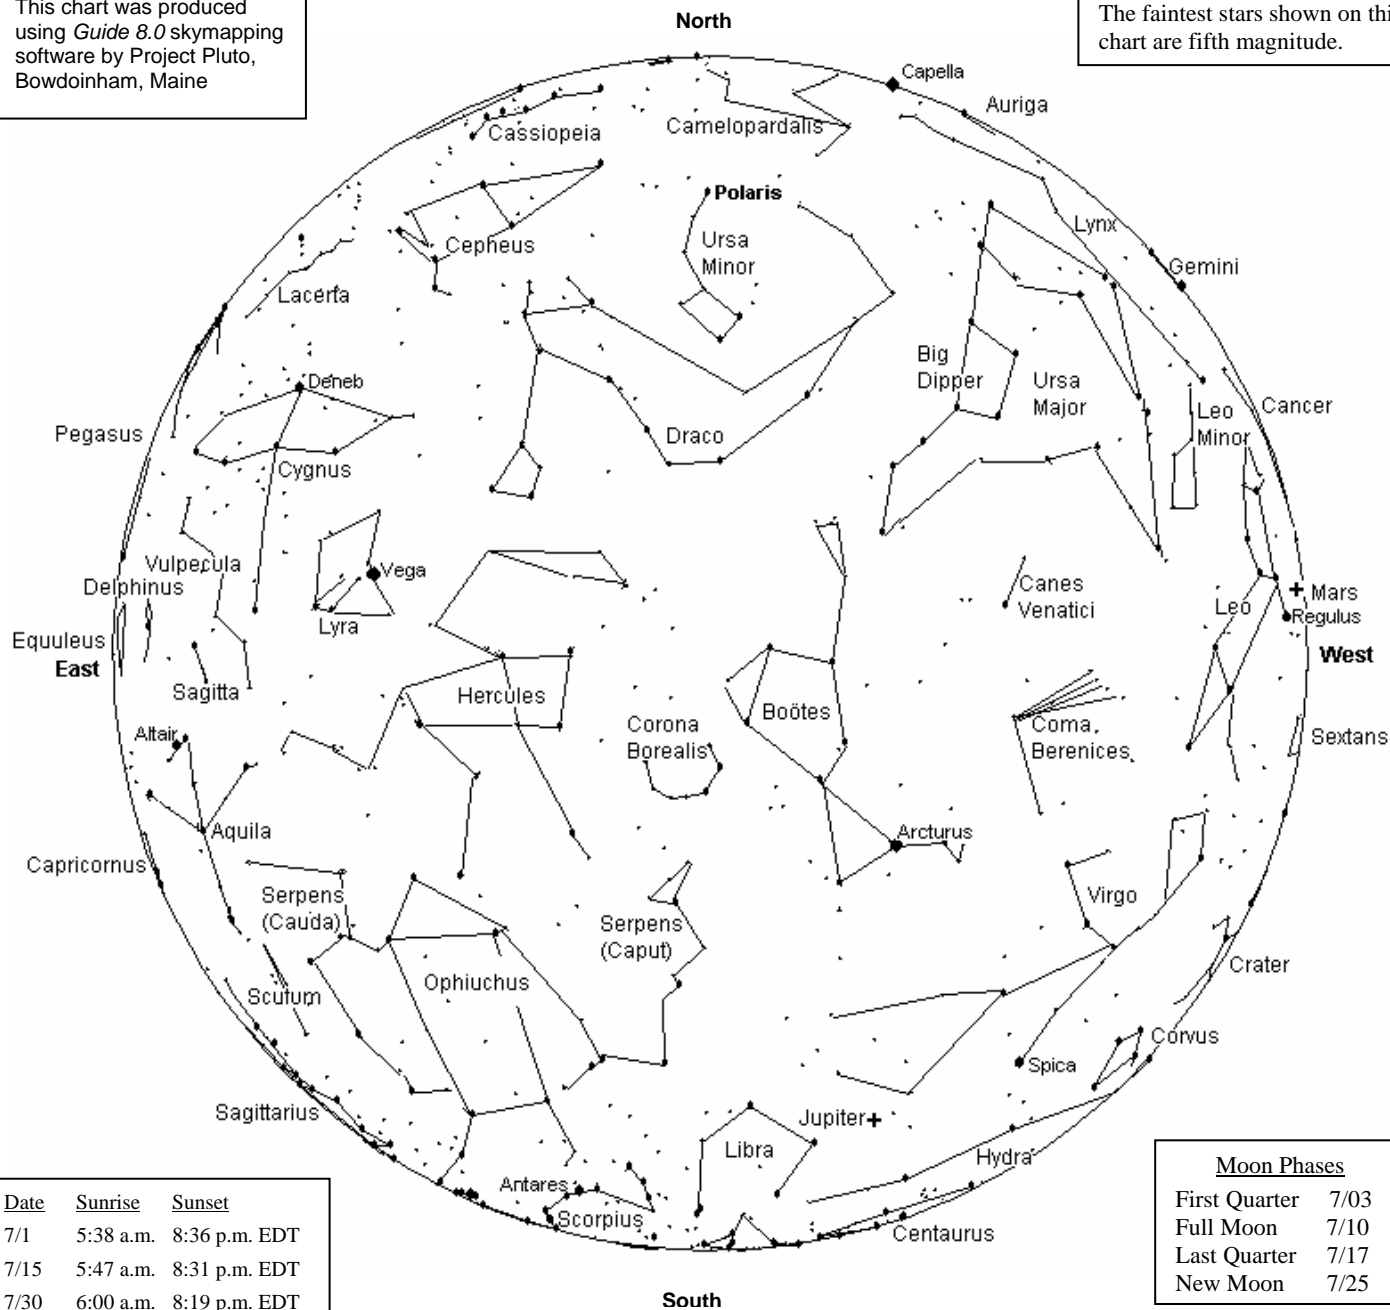 This chart was produced
using Guide 8.0 skymapping
software by Project Pluto,
Bowdoinham, Maine
North
The faintest stars shown on thi
chart are fifth magnitude.
Capella
Auriga
Cassiopeia
Camelopardalis
Polaris
Lynx
Cepheus
Ursa
Minor
Gemini
Lacerta
Deneb
Big
Dipper
Ursa
Major
Leo
Minor
Cancer
Pegasus
Draco
Cygnus
Vulpecula
Vega
Delphinus
Canes
Venatici
Mars
Leo
Regulus
Lyra
Equuleus
East
West
Sagitta
Hercules
Corona
Borealis
Boötes
Coma
Berenices
Sextans
Altair
Aquila
Arcturus
Capricornus
Serpens
(Cauda)
Serpens
(Caput)
Virgo
Crater
Scutum
Ophiuchus
Corvus
Spica
Sagittarius
Jupiter
Libra
Hydra
Antares
Scorpius
Centaurus
Date Sunrise Sunset
7/1 5:38 a.m. 8:36 p.m. EDT
7/15 5:47 a.m. 8:31 p.m. EDT
7/30 6:00 a.m. 8:19 p.m. EDT
South
Moon Phases
First Quarter 7/03
Full Moon 7/10
Last Quarter 7/17
New Moon 7/25